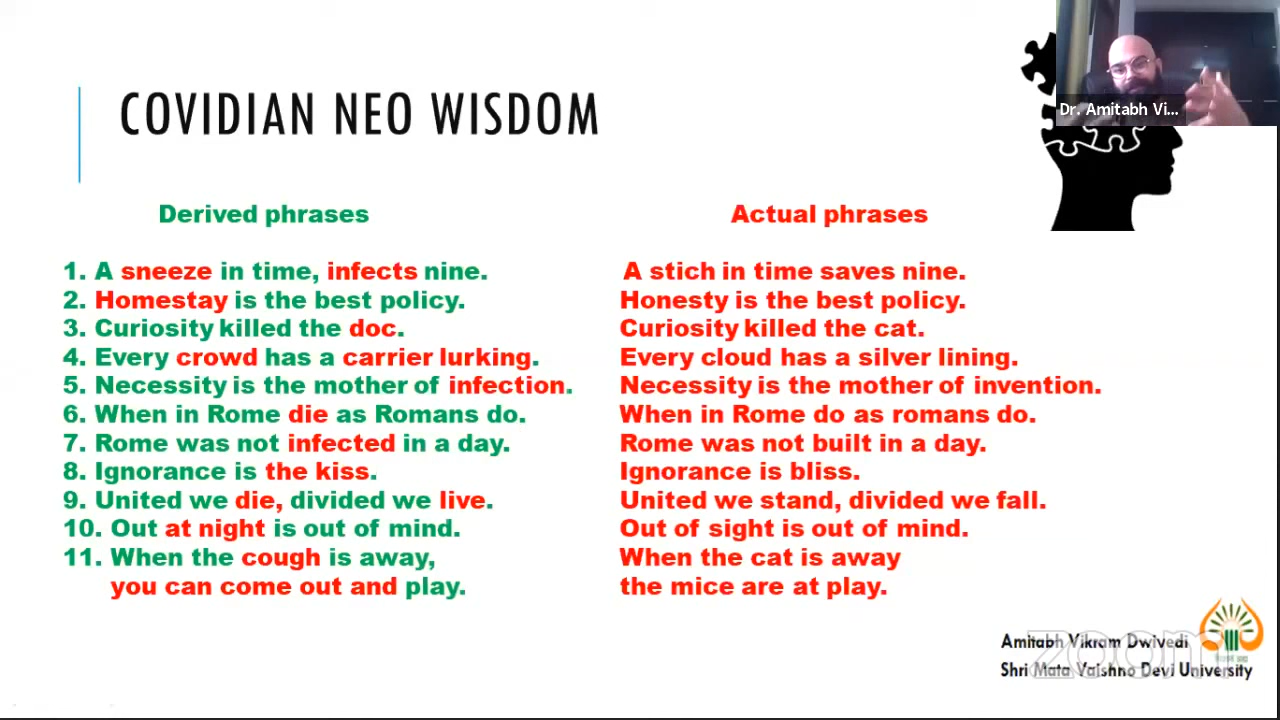 COVIDIAN NEO WISDOM
Dr. Amitabh Vi...
Derived phrases
1. A sneeze in time, infects nine.
2. Homestay is the best policy.
3. Curiosity killed the doc.
4. Every crowd has a carrier lurking.
5. Necessity is the mother of infection.
6. When in Rome die as Romans do.
7. Rome was not infected in a day.
8. Ignorance is the kiss.
9. United we die, divided we live.
10. Out at night is out of mind.
11. When the cough is away,
you can come out and play.
Actual phrases
A stich in time saves nine.
Honesty is the best policy.
Curiosity killed the cat.
Every cloud has a silver lining.
Necessity is the mother of invention.
When in Rome do as romans do.
Rome was not built in a day.
Ignorance is bliss.
United we stand, divided we fall.
Out of sight is out of mind.
When the cat is away
the mice are at play.
Amitabh Vikram Dwivedi
Shri Mata Vaishno Devi University
zoom